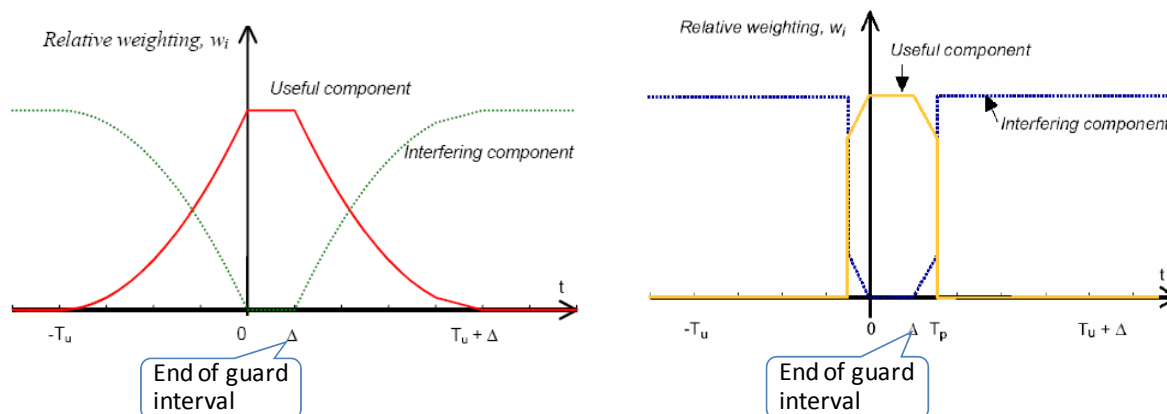 Relative weighting, wᵢ
Useful component
Interfering component
t
-Tᵤ
0
Δ
Tᵤ + Δ
End of guard
interval
Relative weighting, wᵢ
Useful component
Interfering component
t
-Tᵤ
0
Δ
Tₚ
Tᵤ + Δ
End of guard
interval